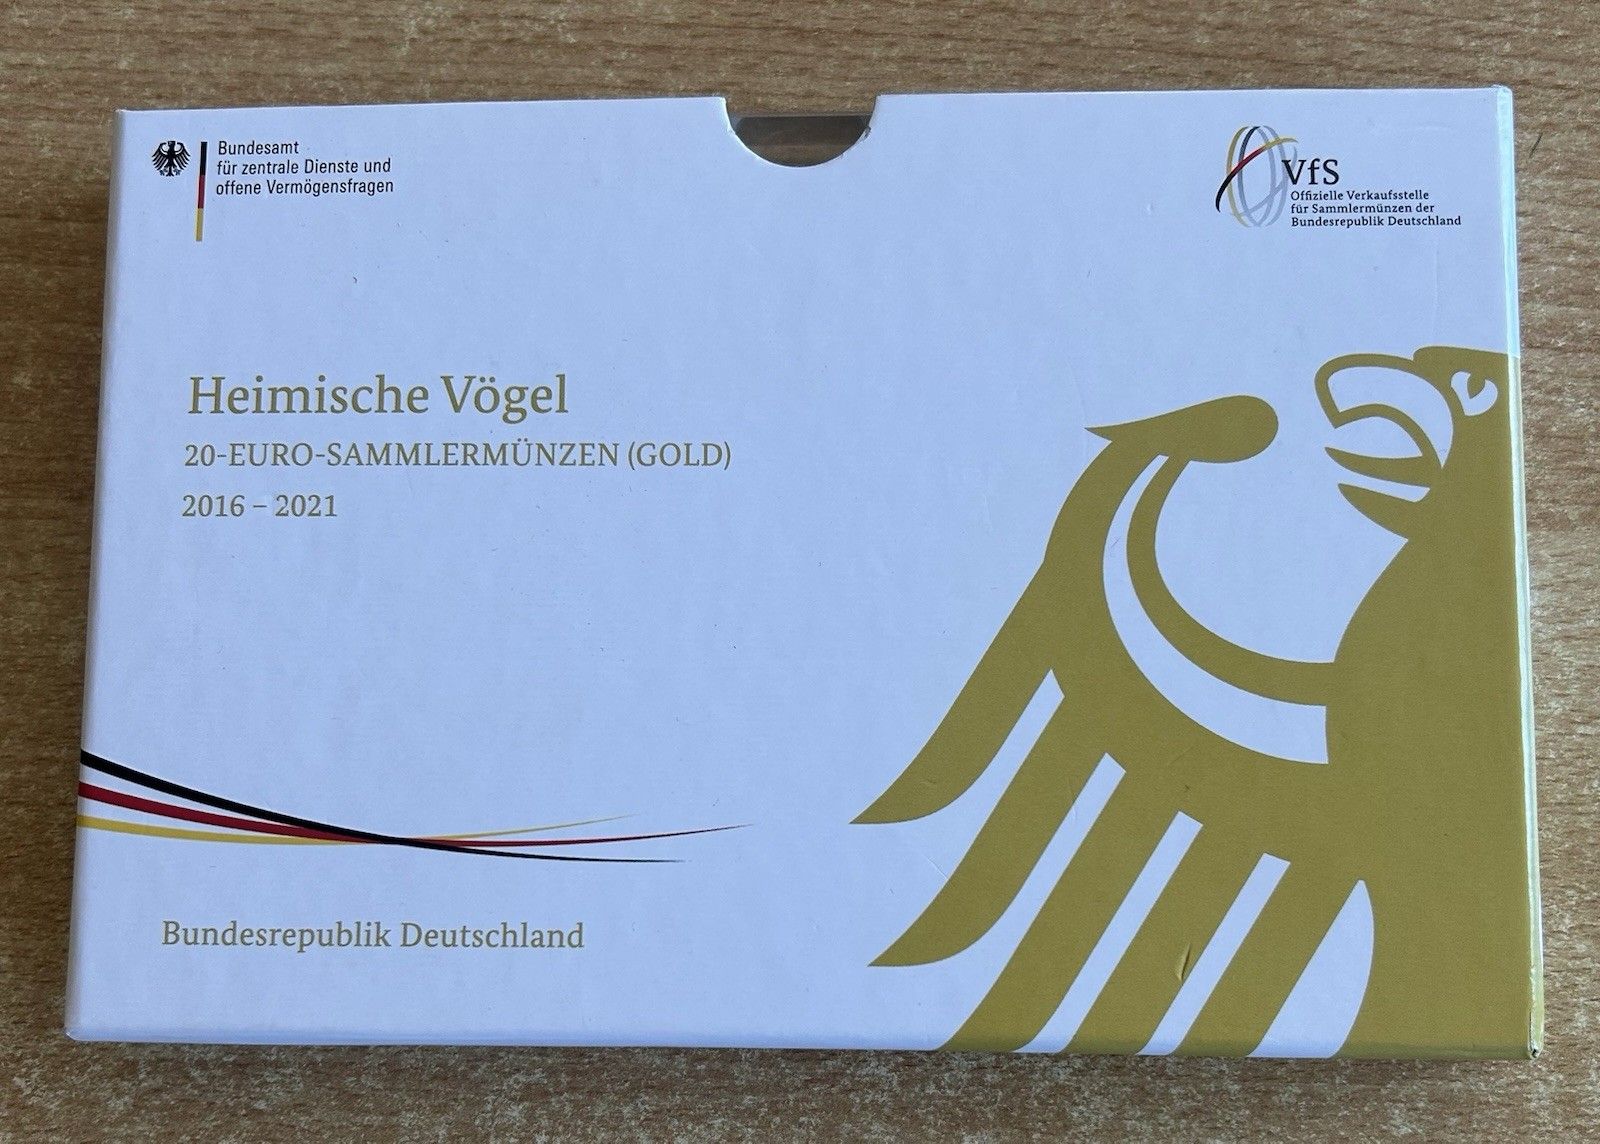 Bundesamt
für zentrale Dienste und
offene Vermögensfragen
VfS
Offizielle Verkaufsstelle
für Sammlermünzen der
Bundesrepublik Deutschland
Heimische Vögel
20-EURO-SAMMLERMÜNZEN (GOLD)
2016 – 2021
Bundesrepublik Deutschland